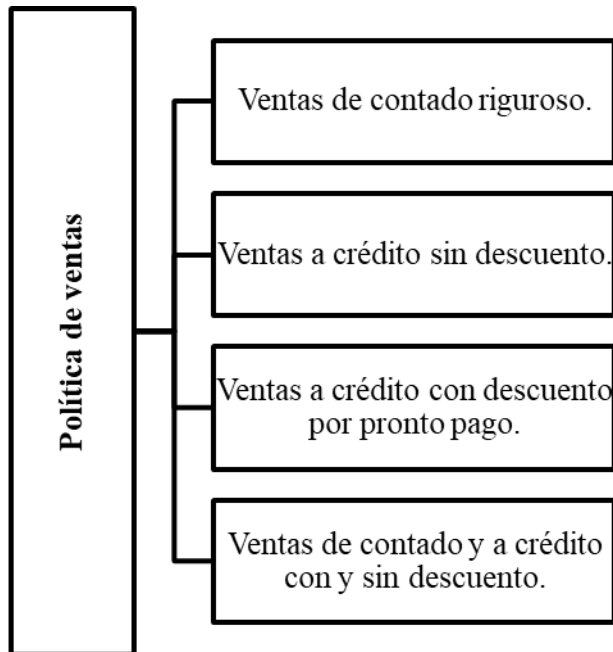 Política de ventas
Ventas de contado riguroso.
Ventas a crédito sin descuento.
Ventas a crédito con descuento
por pronto pago.
Ventas de contado y a crédito
con y sin descuento.